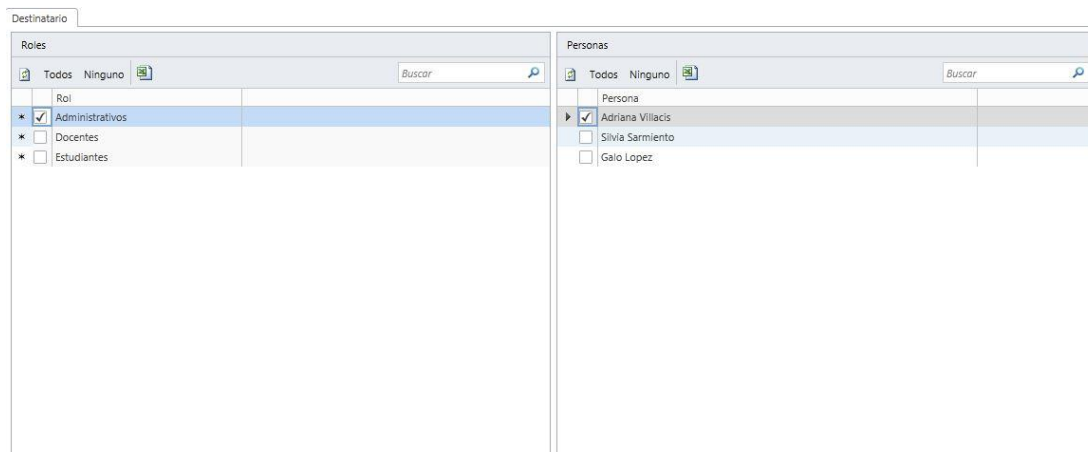 Destinatario
Roles
Todos Ninguno
Buscar
Rol
* Administrativos
* Docentes
* Estudiantes
Personas
Todos Ninguno
Buscar
Persona
Adriana Villacis
Silvia Sarmiento
Galo Lopez